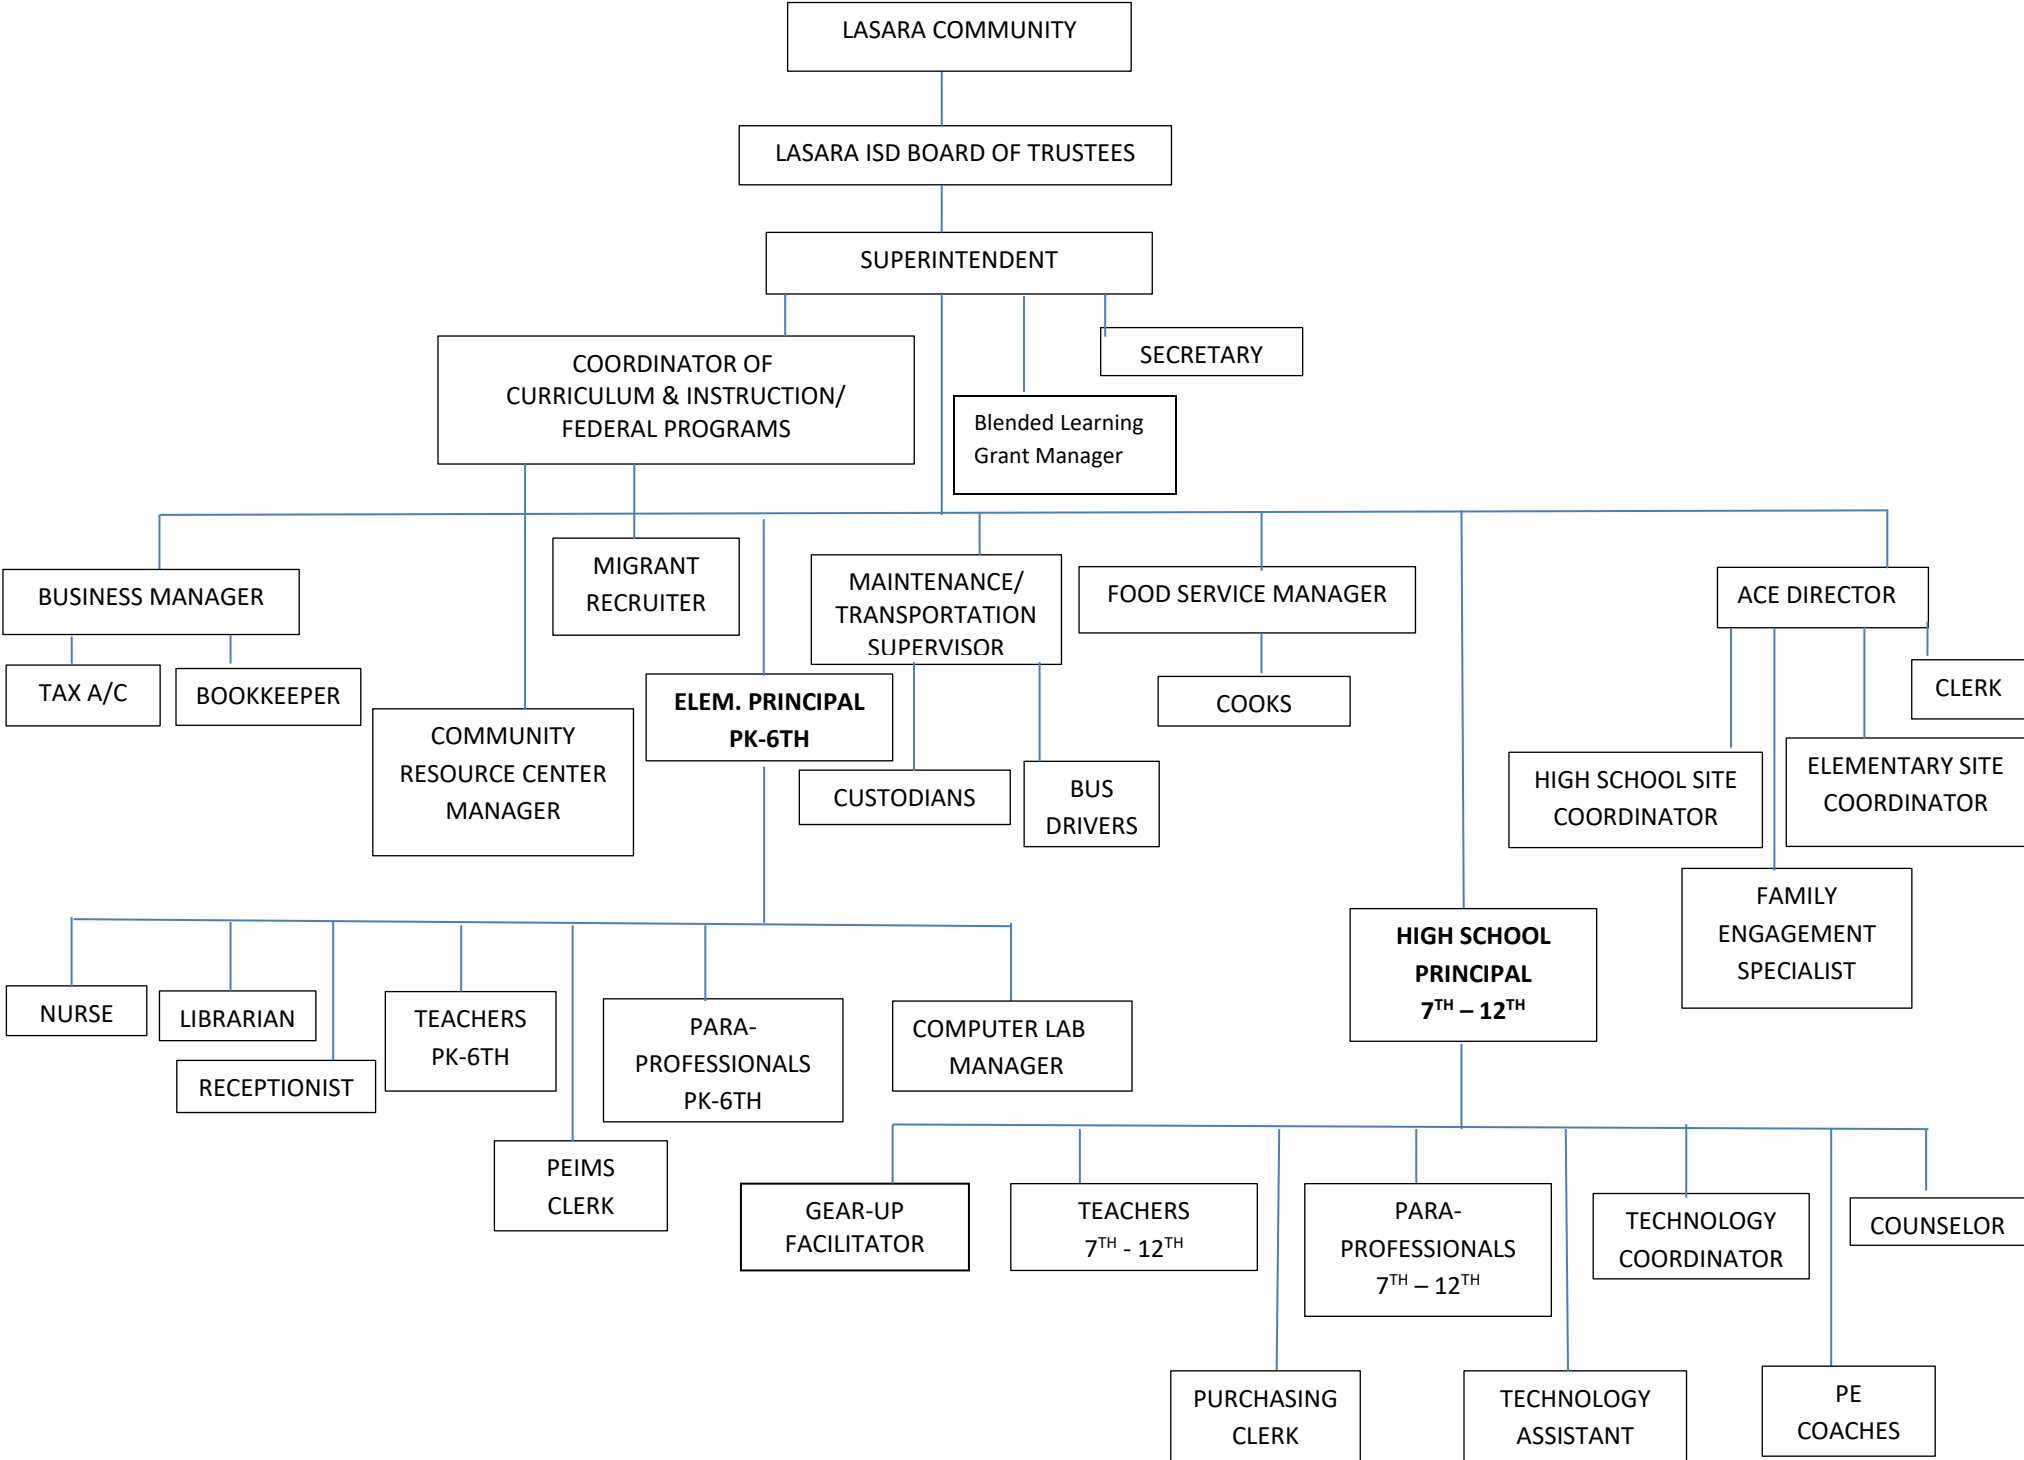 LASARA COMMUNITY
LASARA ISD BOARD OF TRUSTEES
SUPERINTENDENT
COORDINATOR OF
CURRICULUM & INSTRUCTION/
FEDERAL PROGRAMS
SECRETARY
Blended Learning
Grant Manager
BUSINESS MANAGER
TAX A/C
BOOKKEEPER
MIGRANT
RECRUITER
COMMUNITY
RESOURCE CENTER
MANAGER
ELEM. PRINCIPAL
PK-6TH
MAINTENANCE/
TRANSPORTATION
SUPERVISOR
CUSTODIANS
BUS
DRIVERS
FOOD SERVICE MANAGER
COOKS
ACE DIRECTOR
CLERK
HIGH SCHOOL SITE
COORDINATOR
ELEMENTARY SITE
COORDINATOR
FAMILY
ENGAGEMENT
SPECIALIST
HIGH SCHOOL
PRINCIPAL
7TH – 12TH
NURSE
LIBRARIAN
RECEPTIONIST
TEACHERS
PK-6TH
PEIMS
CLERK
PARA-
PROFESSIONALS
PK-6TH
COMPUTER LAB
MANAGER
GEAR-UP
FACILITATOR
TEACHERS
7TH - 12TH
PURCHASING
CLERK
PARA-
PROFESSIONALS
7TH – 12TH
TECHNOLOGY
ASSISTANT
TECHNOLOGY
COORDINATOR
PE
COACHES
COUNSELOR